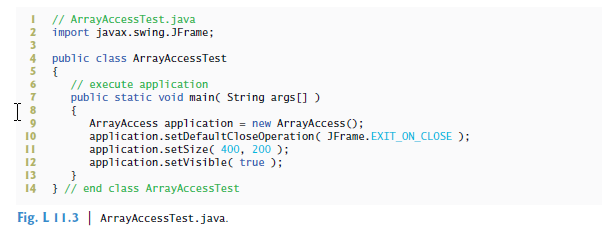 1 // ArrayAccessTest.java
2 import javax.swing.JFrame;
3
4 public class ArrayAccessTest
5 {
6 // execute application
7 public static void main( String args[] )
8 {
9 ArrayAccess application = new ArrayAccess();
10 application.setDefaultCloseOperation( JFrame.EXIT_ON_CLOSE );
11 application.setSize( 400, 200 );
12 application.setVisible( true );
13 }
14 } // end class ArrayAccessTest
Fig. L 11.3 | ArrayAccessTest.java.